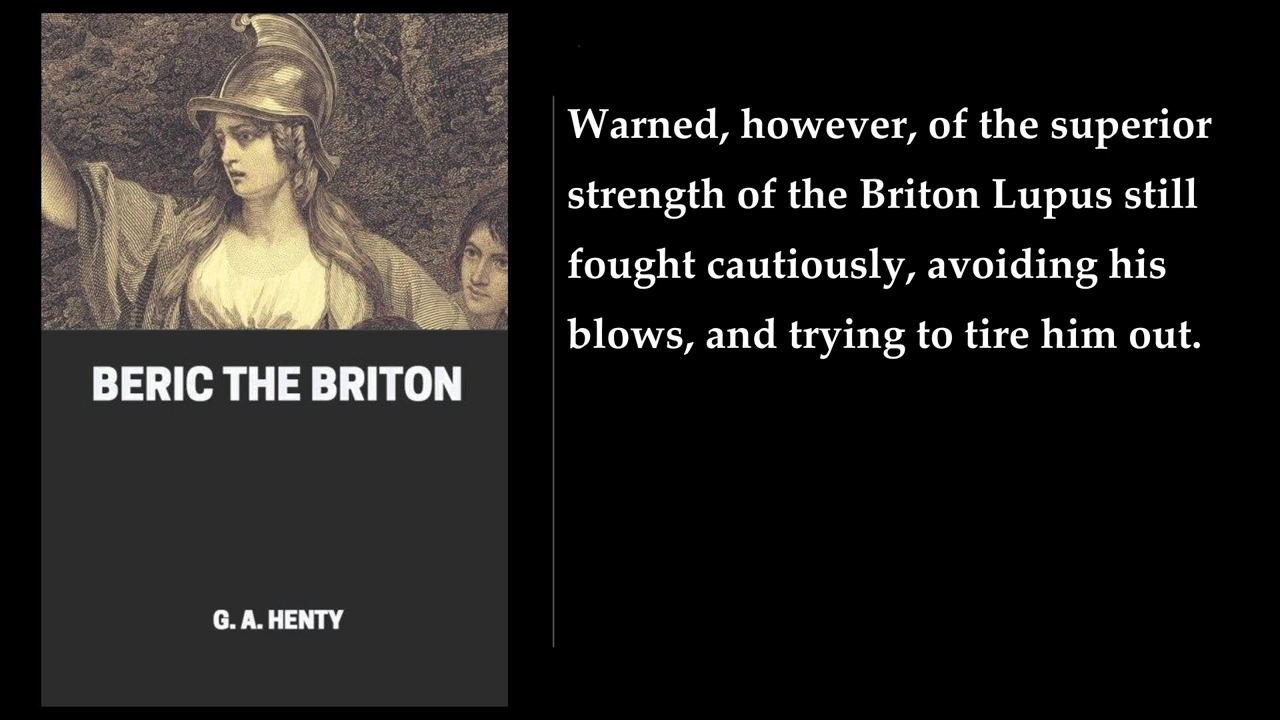 BERIC THE BRITON
G. A. HENTY
Warned, however, of the superior
strength of the Briton Lupus still
fought cautiously, avoiding his
blows, and trying to tire him out.